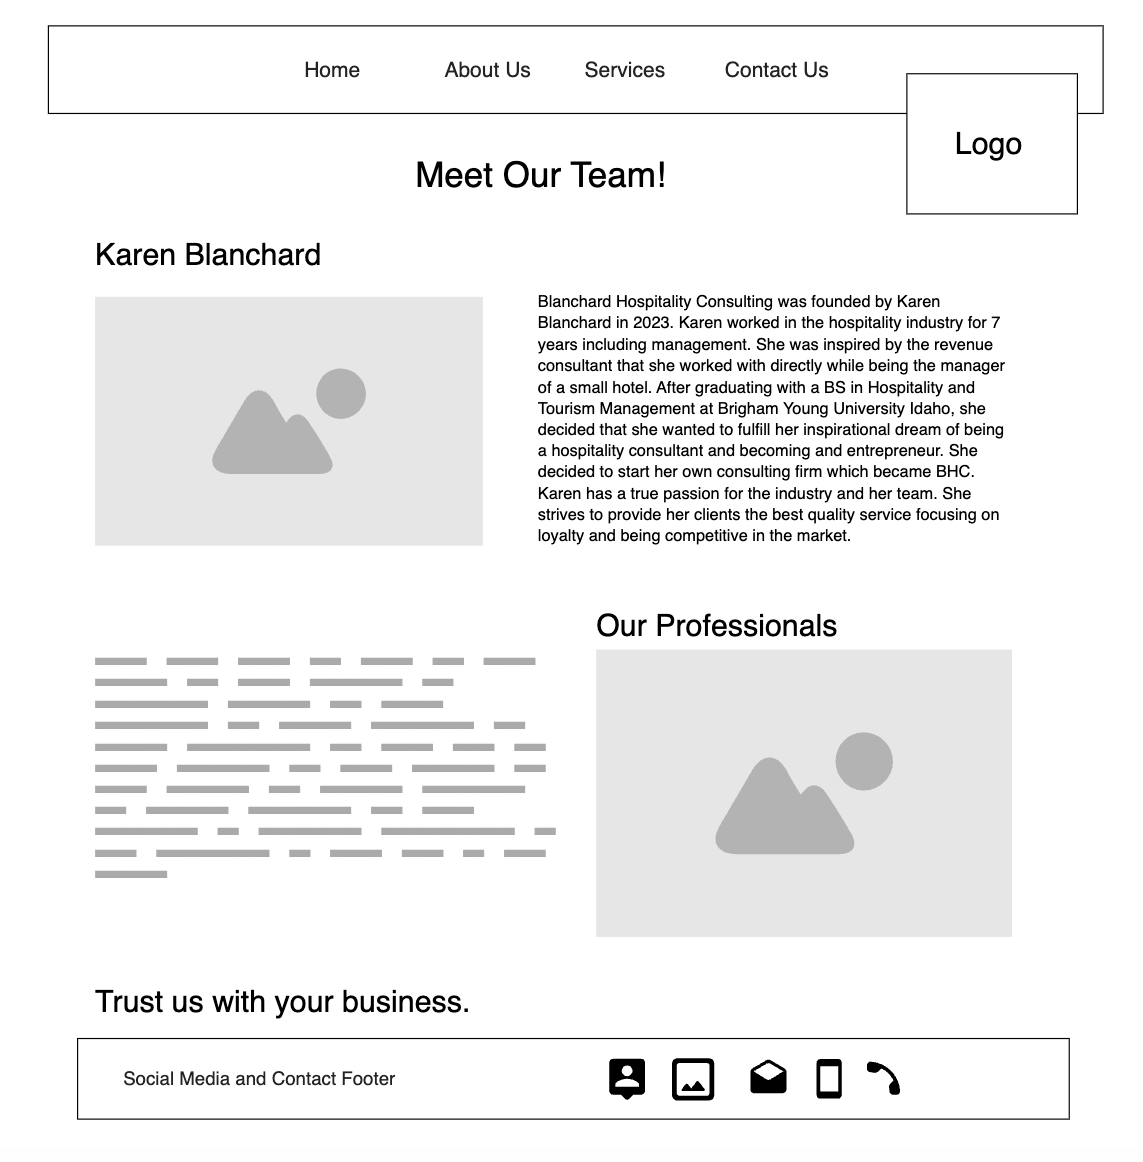 Home About Us Services Contact Us
Logo
Meet Our Team!
Karen Blanchard
Blanchard Hospitality Consulting was founded by Karen
Blanchard in 2023. Karen worked in the hospitality industry for 7
years including management. She was inspired by the revenue
consultant that she worked with directly while being the manager
of a small hotel. After graduating with a BS in Hospitality and
Tourism Management at Brigham Young University Idaho, she
decided that she wanted to fulfill her inspirational dream of being
a hospitality consultant and becoming and entrepreneur. She
decided to start her own consulting firm which became BHC.
Karen has a true passion for the industry and her team. She
strives to provide her clients the best quality service focusing on
loyalty and being competitive in the market.
Our Professionals
Trust us with your business.
Social Media and Contact Footer